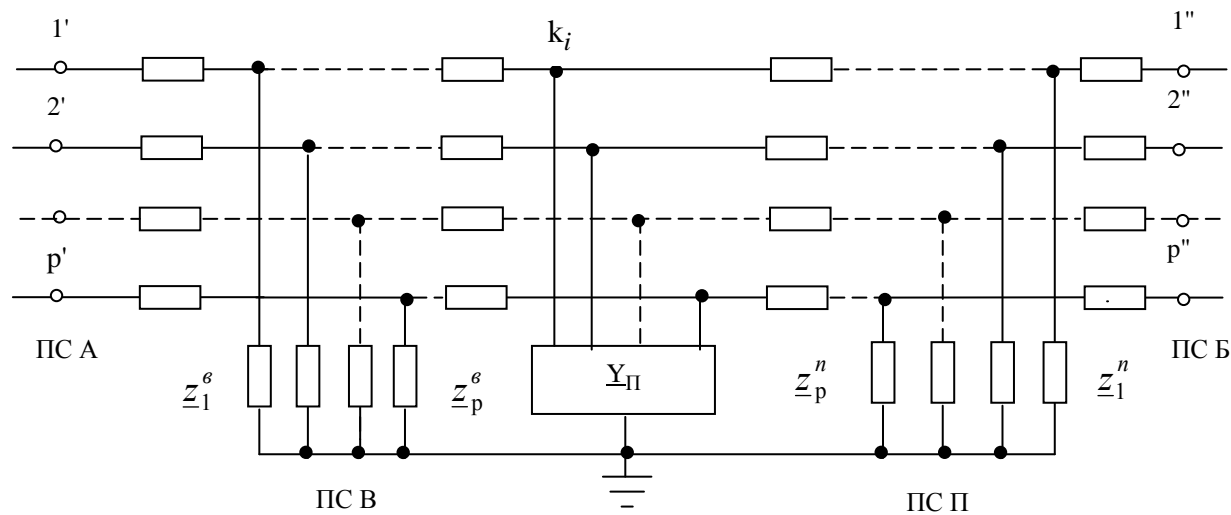 1' k_i 1"
2' 2"
p' p"
ПС А ПС Б
z_1^в z_p^в Y_П z_p^п z_1^п
ПС В ПС П